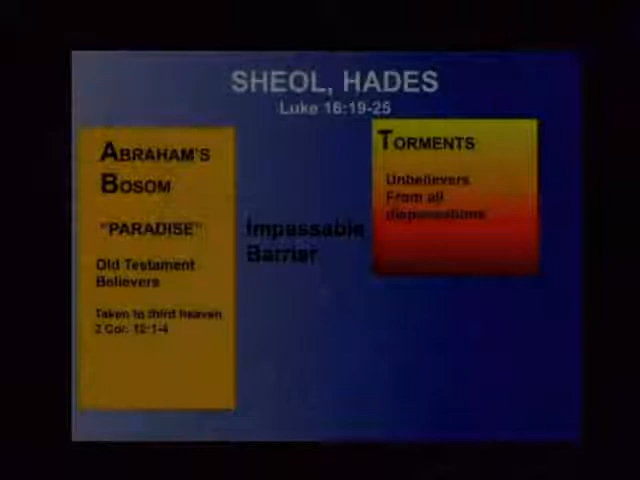 SHEOL, HADES
Luke 16:19-25
ABRAHAM'S
BOSOM
"PARADISE"
Old Testament
Believers
Taken to third heaven
2 Cor. 12:1-4
Impassable
Barrier
TORMENTS
Unbelievers
From all
dispensations